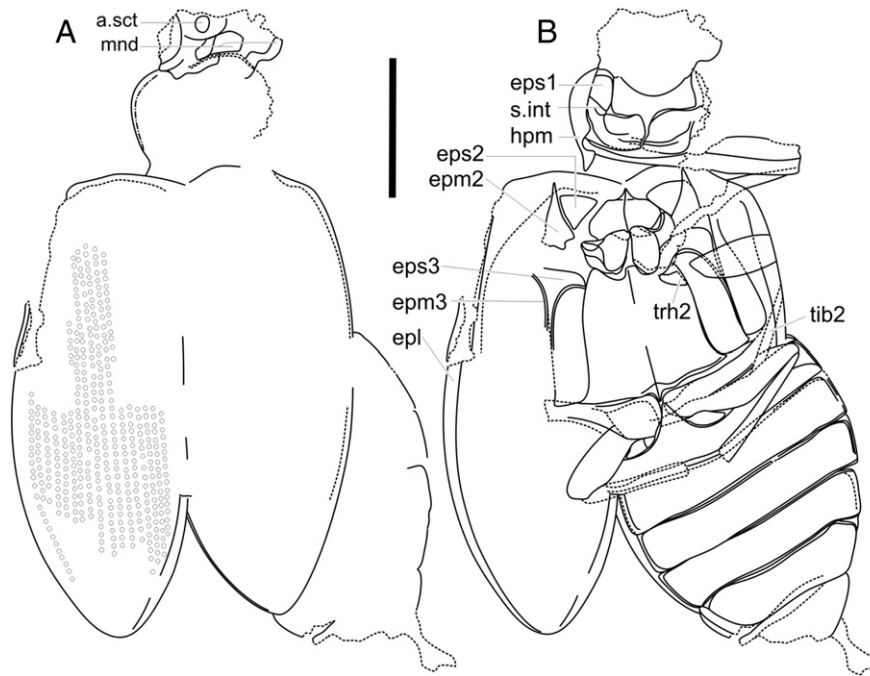 A
a.sct
mnd
B
eps1
s.int
hpm
eps2
epm2
eps3
epm3
epl
trh2
tib2